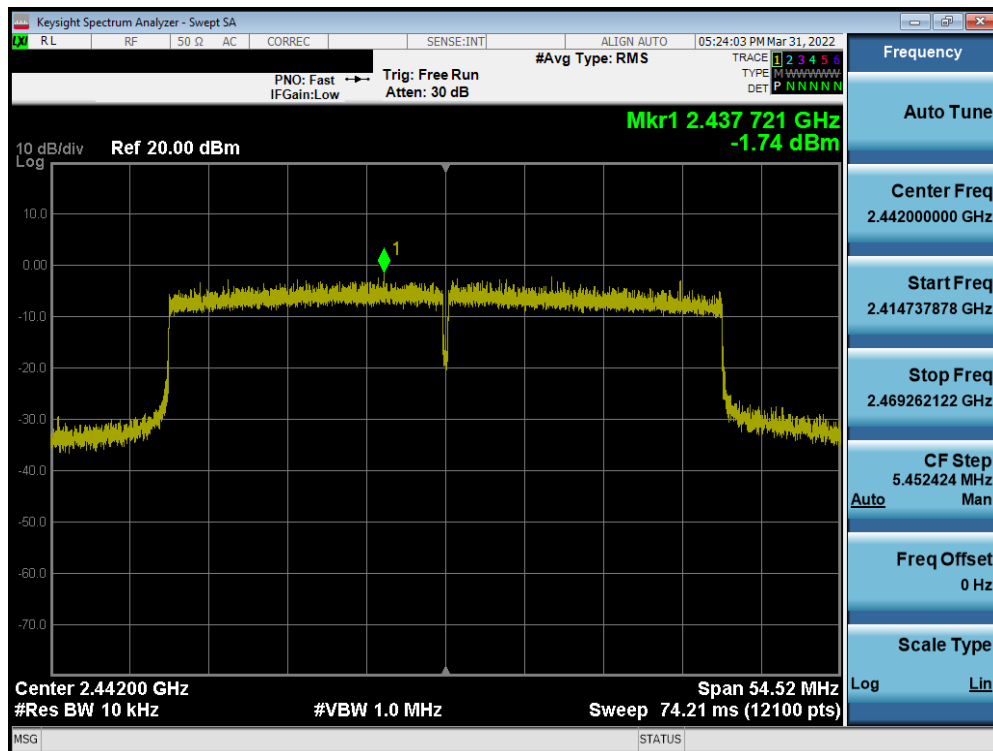 Keysight Spectrum Analyzer - Swept SA
LXI RL RF 50 Ω AC CORREC SENSE:INT ALIGN AUTO 05:24:03 PM Mar 31, 2022
#Avg Type: RMS
TRACE 1 2 3 4 5 6
PNO: Fast Trig: Free Run
TYPE M W W W W W
IFGain:Low Atten: 30 dB
DET P N N N N N
Mkr1 2.437 721 GHz
-1.74 dBm
10 dB/div Ref 20.00 dBm
Log
10.0
1
0.00
-10.0
-20.0
-30.0
-40.0
-50.0
-60.0
-70.0
Center 2.44200 GHz Span 54.52 MHz
#Res BW 10 kHz #VBW 1.0 MHz Sweep 74.21 ms (12100 pts)
MSG STATUS
Frequency
Auto Tune
Center Freq
2.442000000 GHz
Start Freq
2.414737878 GHz
Stop Freq
2.469262122 GHz
CF Step
5.452424 MHz
Auto Man
Freq Offset
0 Hz
Scale Type
Log Lin